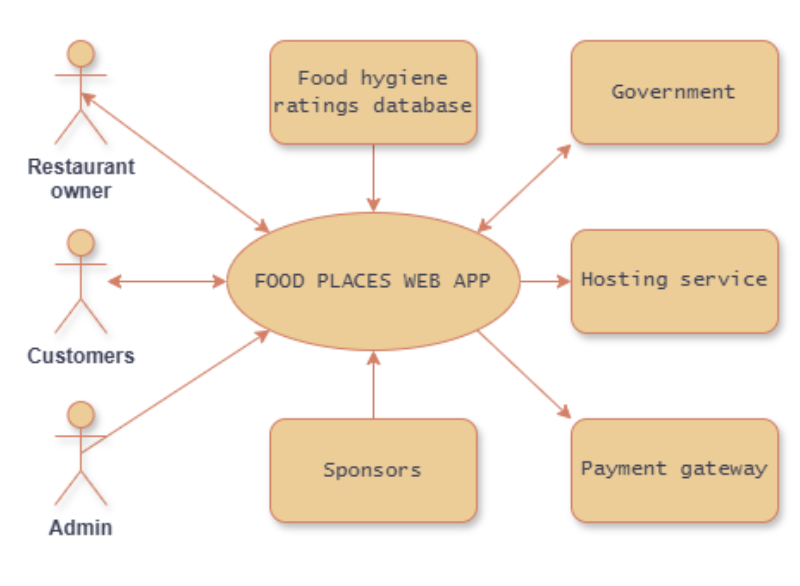 Food hygiene
ratings database
Government
Restaurant
owner
FOOD PLACES WEB APP
Hosting service
Customers
Sponsors
Payment gateway
Admin